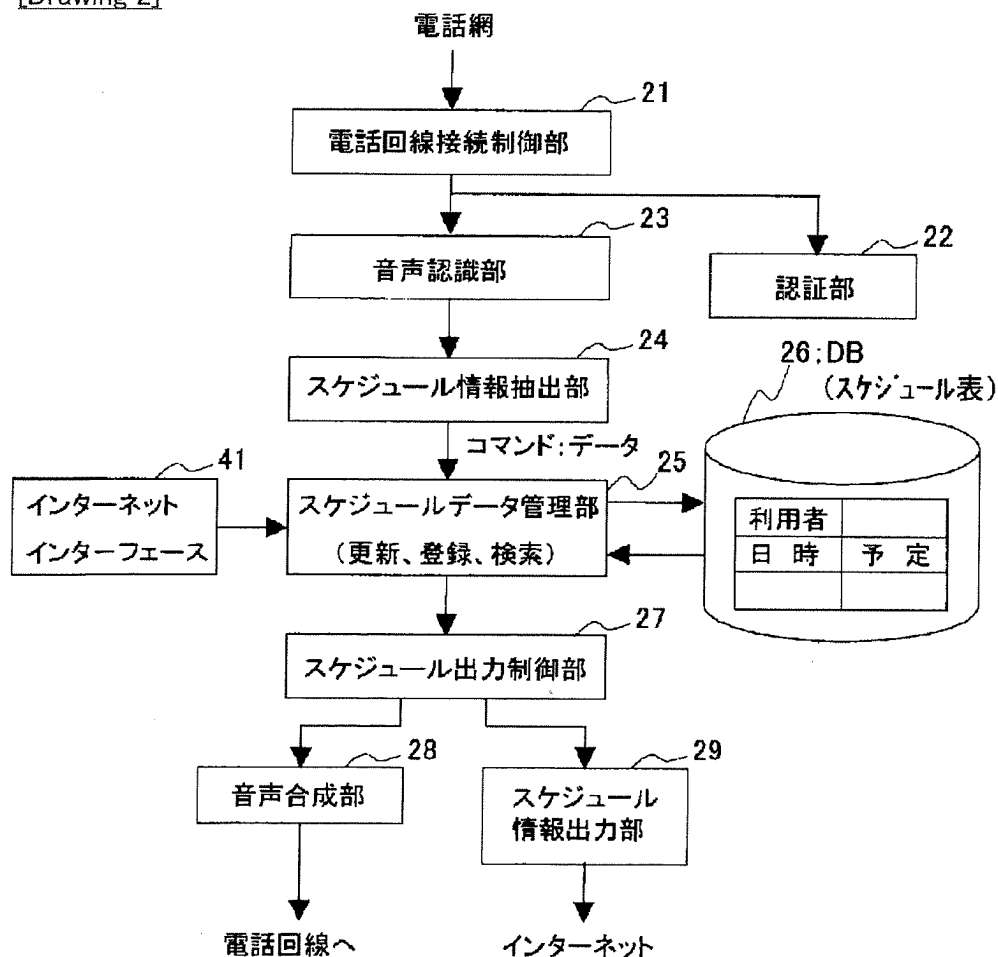 [Drawing 2]
電話網
21
電話回線接続制御部
23
音声認識部
22
認証部
24
スケジュール情報抽出部
26;DB
(スケジュール表)
コマンド:データ
41
インターネット
インターフェース
25
スケジュールデータ管理部
(更新、登録、検索)
利用者
日 時 予 定
27
スケジュール出力制御部
28
音声合成部
29
スケジュール
情報出力部
電話回線へ
インターネット